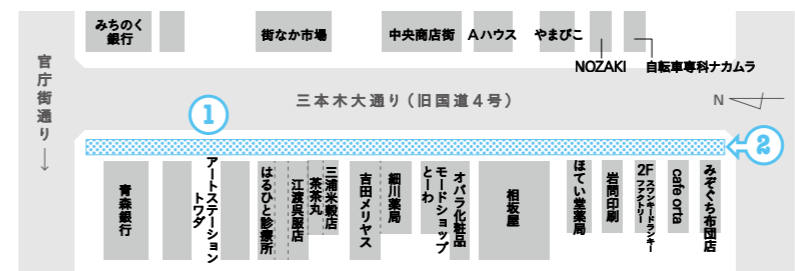 みちのく
銀行
街なか市場
中央商店街
Aハウス
やまびこ
NOZAKI
自転車専科ナカムラ
官庁街通り
三本木大通り（旧国道4号）
N
1
2
青森銀行
アートステーション
トワダ
はるひと診療所
江渡呉服店
茶茶丸
三浦米穀店
吉田メリヤス
細川薬局
モードショップ
とーわ
オバラ化粧品
相坂屋
ほてい堂薬局
岩間印刷
2F
スワンキードランキー
ファクトリー
cafe orta
みぞぐち布団店